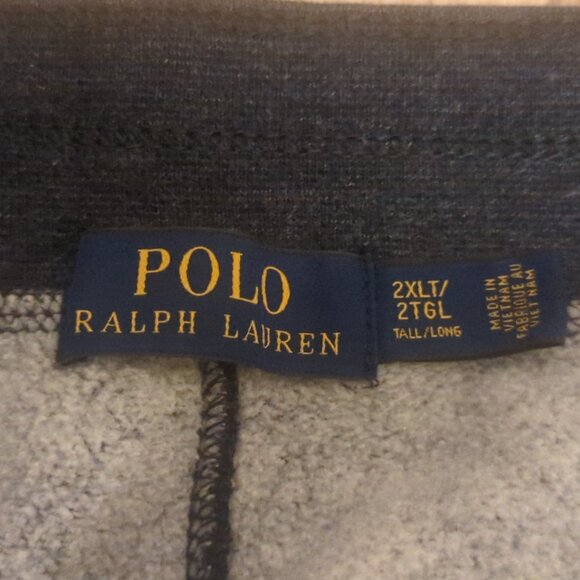 POLO
RALPH LAUREN
2XLT/
2TGL
TALL/LONG
MADE IN
VIETNAM
FABRIQUE AU
VIET NAM